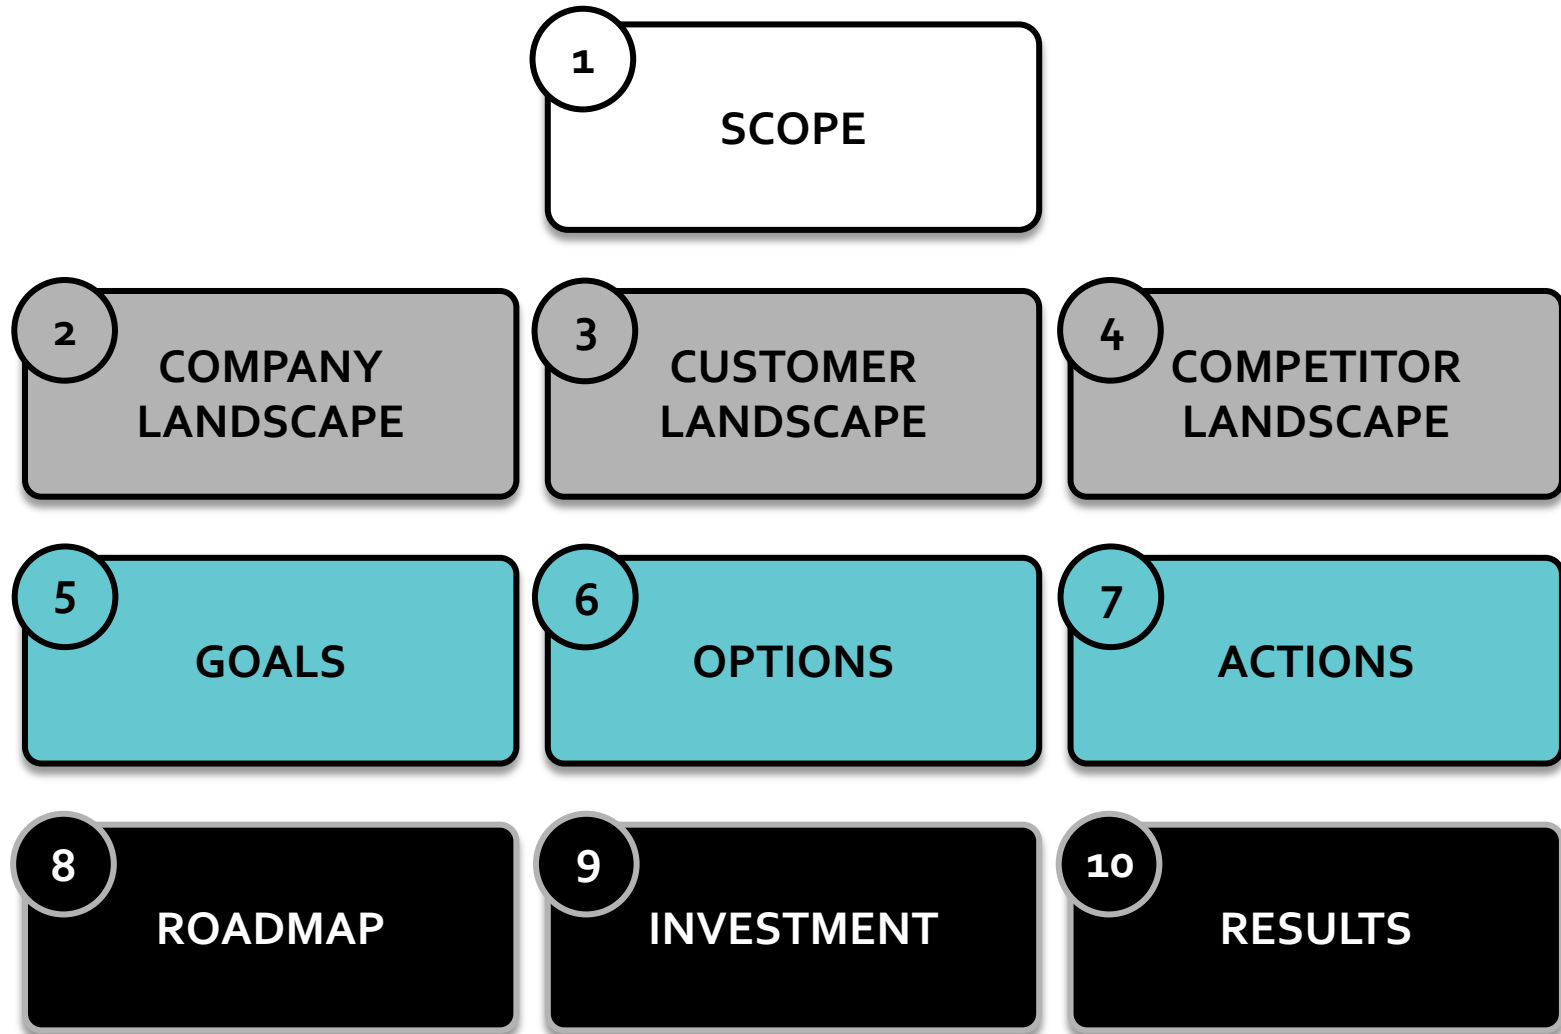 1
SCOPE
2
COMPANY
LANDSCAPE
3
CUSTOMER
LANDSCAPE
4
COMPETITOR
LANDSCAPE
5
GOALS
6
OPTIONS
7
ACTIONS
8
ROADMAP
9
INVESTMENT
10
RESULTS